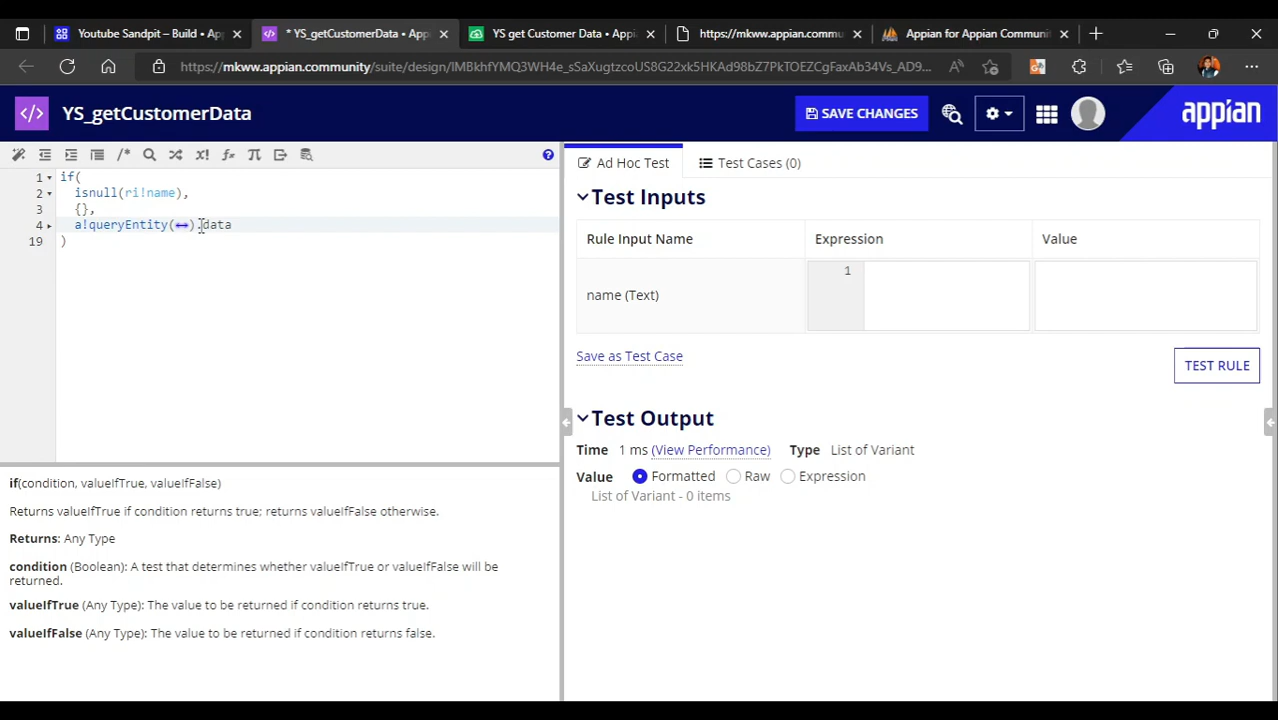 Youtube Sandpit – Build • Ap
* YS_getCustomerData • App
YS get Customer Data • Appi
https://mkww.appian.commu
Appian for Appian Communi
https://mkww.appian.community/suite/design/lMBkhfYMQ3WH4e_sSaXugtzcoUS8G22xk5HKAd98bZ7PkTOEZCgFaxAb34Vs_AD9...
YS_getCustomerData
SAVE CHANGES
appian
Ad Hoc Test
Test Cases (0)
1 if(
2 isnull(ri!name),
3 {},
4 a!queryEntity( ).data
19 )
Test Inputs
Rule Input Name
Expression
Value
name (Text)
1
Save as Test Case
TEST RULE
Test Output
Time 1 ms (View Performance) Type List of Variant
Value Formatted Raw Expression
List of Variant - 0 items
if(condition, valueIfTrue, valueIfFalse)
Returns valueIfTrue if condition returns true; returns valueIfFalse otherwise.
Returns: Any Type
condition (Boolean): A test that determines whether valueIfTrue or valueIfFalse will be
returned.
valueIfTrue (Any Type): The value to be returned if condition returns true.
valueIfFalse (Any Type): The value to be returned if condition returns false.